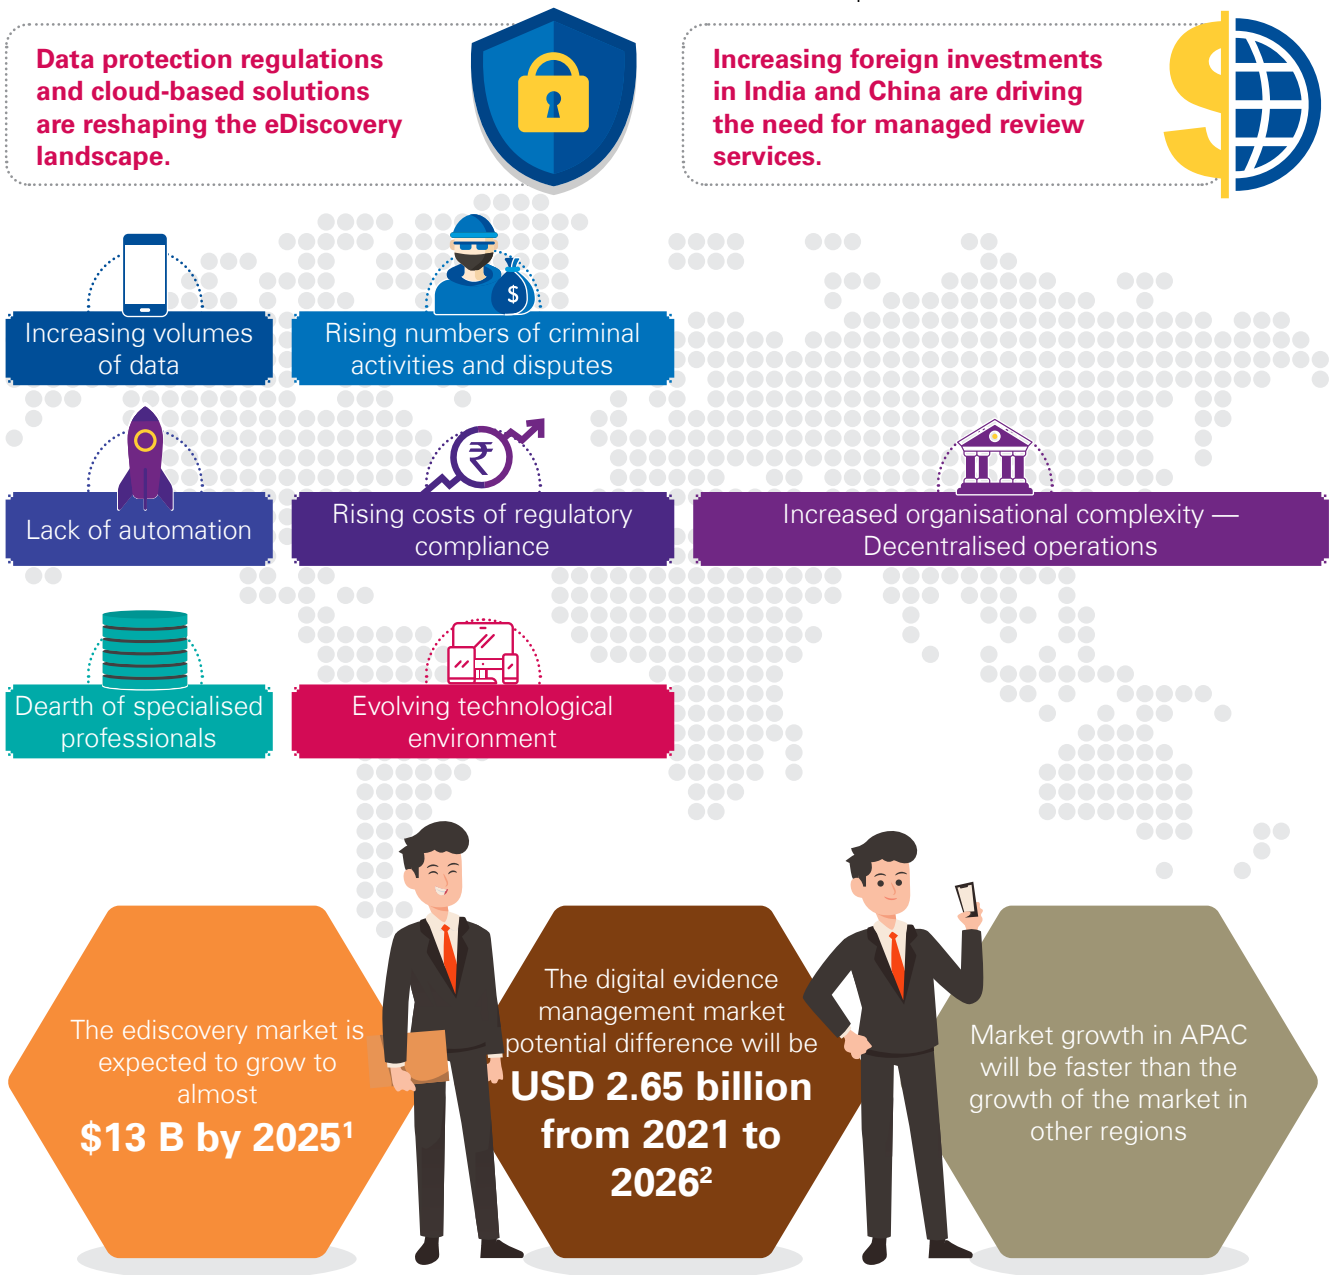 Data protection regulations
and cloud-based solutions
are reshaping the eDiscovery
landscape.
Increasing foreign investments
in India and China are driving
the need for managed review
services.
Increasing volumes
of data
$
Rising numbers of criminal
activities and disputes
Lack of automation
₹
Rising costs of regulatory
compliance
Increased organisational complexity —
Decentralised operations
Dearth of specialised
professionals
Evolving technological
environment
The ediscovery market is
expected to grow to
almost
$13 B by 2025¹
The digital evidence
management market
potential difference will be
USD 2.65 billion
from 2021 to
2026²
Market growth in APAC
will be faster than the
growth of the market in
other regions